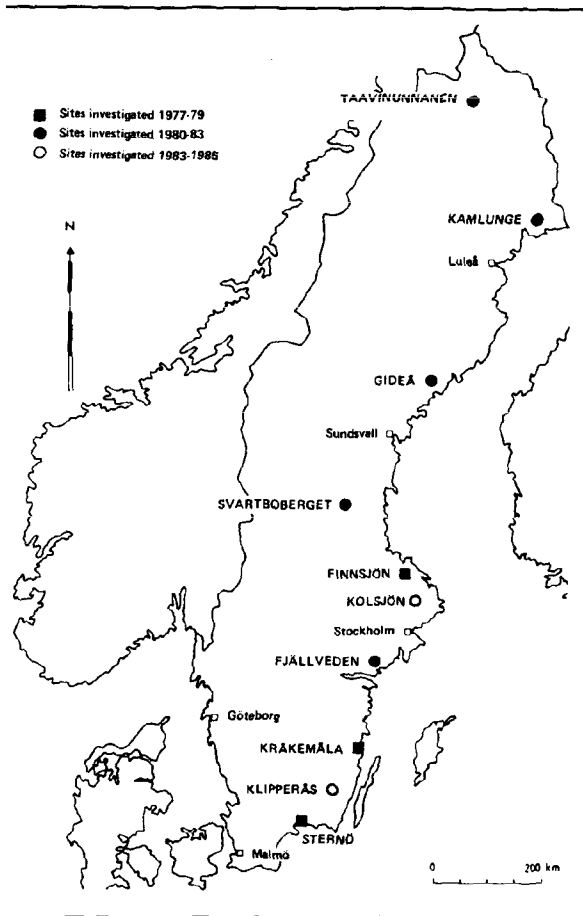 TAAVINUNNANEN
Sites investigated 1977-79
Sites investigated 1980-83
Sites investigated 1983-1986
N
KAMLUNGE
Luleå
GIDEÅ
Sundsvall
SVARTBOBERGET
FINNSJÖN
KOLSJÖN
Stockholm
FJÄLLVEDEN
Göteborg
KRÅKEMÅLA
KLIPPERÅS
STERNÖ
Malmö
0 200 km